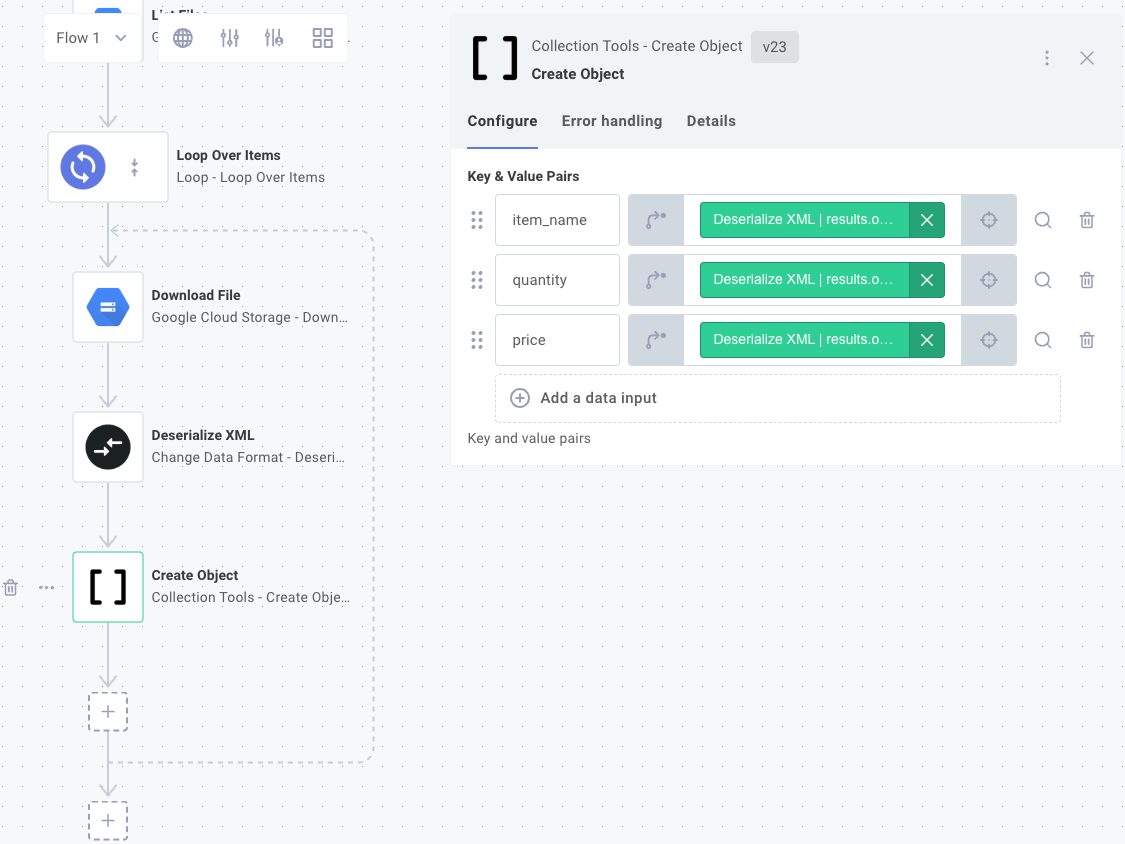 List Files
G
Flow 1
Loop Over Items
Loop - Loop Over Items
Download File
Google Cloud Storage - Down...
Deserialize XML
Change Data Format - Deseri...
Create Object
Collection Tools - Create Obje...
Collection Tools - Create Object
v23
Create Object
Configure
Error handling
Details
Key & Value Pairs
item_name
Deserialize XML | results.o...
quantity
Deserialize XML | results.o...
price
Deserialize XML | results.o...
Add a data input
Key and value pairs